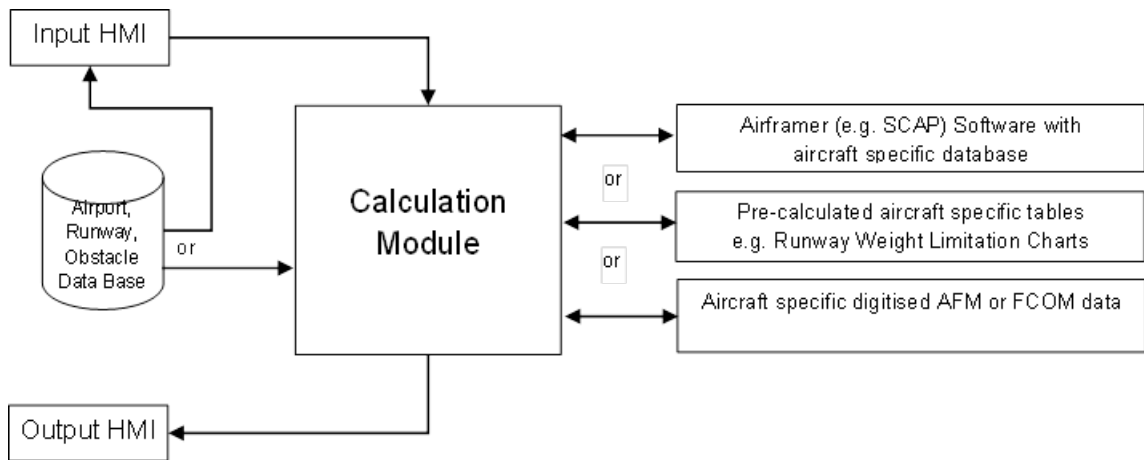 Input HMI
Airport,
Runway,
Obstacle
Data Base
or
Calculation
Module
Airframer (e.g. SCAP) Software with
aircraft specific database
or
Pre-calculated aircraft specific tables
e.g. Runway Weight Limitation Charts
or
Aircraft specific digitised AFM or FCOM data
Output HMI